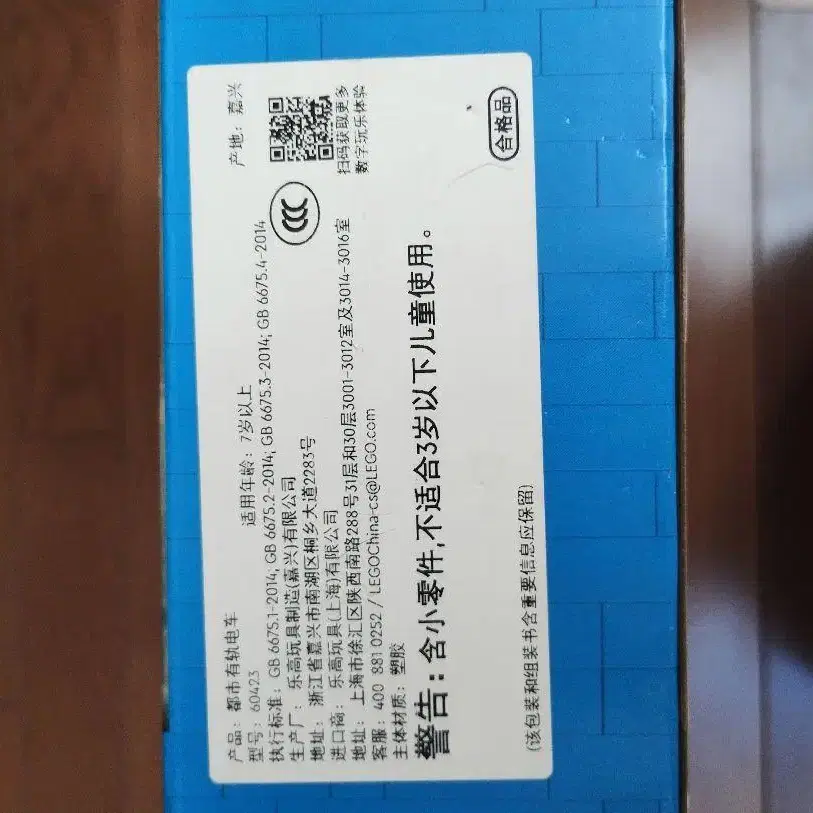 产品：都市有轨电车
型号：60423
适用年龄：7岁以上
产地：嘉兴
执行标准：GB 6675.1-2014; GB 6675.2-2014; GB 6675.3-2014; GB 6675.4-2014
生产厂：乐高玩具制造(嘉兴)有限公司
地址：浙江省嘉兴市南湖区桐乡大道2283号
进口商：乐高玩具(上海)有限公司
地址：上海市徐汇区陕西南路288号31层和30层3001-3012室及3014-3016室
客服：400 881 0252 / LEGOChina-cs@LEGO.com
主体材质：塑胶
CCC
扫码获取更多
数字玩乐体验
警告：含小零件,不适合3岁以下儿童使用。
合格品
(该包装和组装书含重要信息应保留)